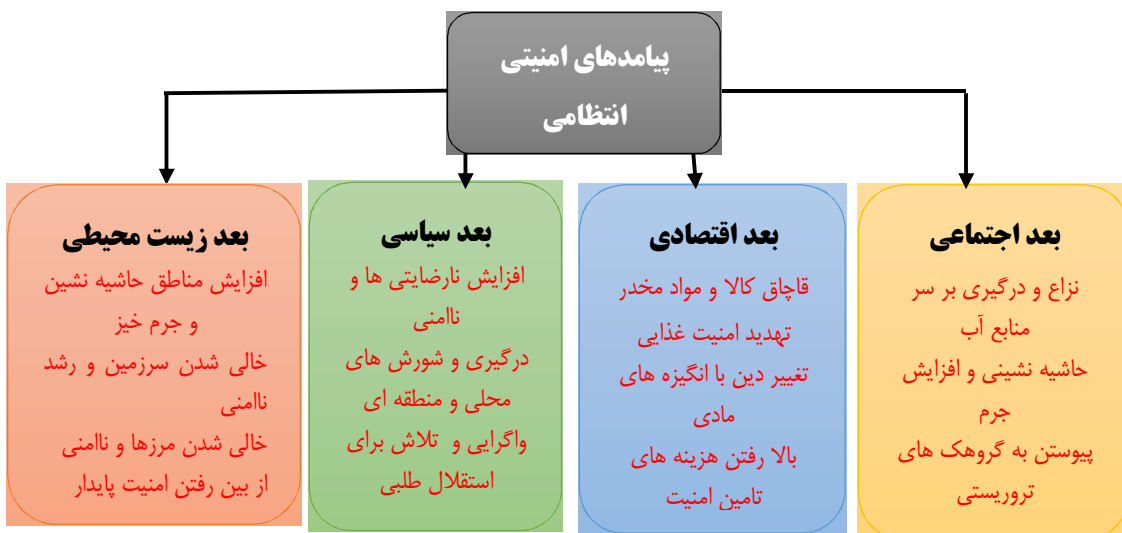 پیامدهای امنیتی
انتظامی
بعد اجتماعی
نزاع و درگیری بر سر
منابع آب
حاشیه نشینی و افزایش
جرم
پیوستن به گروهک های
تروریستی
بعد اقتصادی
قاچاق کالا و مواد مخدر
تهدید امنیت غذایی
تغییر دین با انگیزه های
مادی
بالا رفتن هزینه های
تامین امنیت
بعد سیاسی
افزایش نارضایتی ها و
ناامنی
درگیری و شورش های
محلی و منطقه ای
واگرایی و تلاش برای
استقلال طلبی
بعد زیست محیطی
افزایش مناطق حاشیه نشین
و جرم خیز
خالی شدن سرزمین و رشد
ناامنی
خالی شدن مرزها و ناامنی
از بین رفتن امنیت پایدار